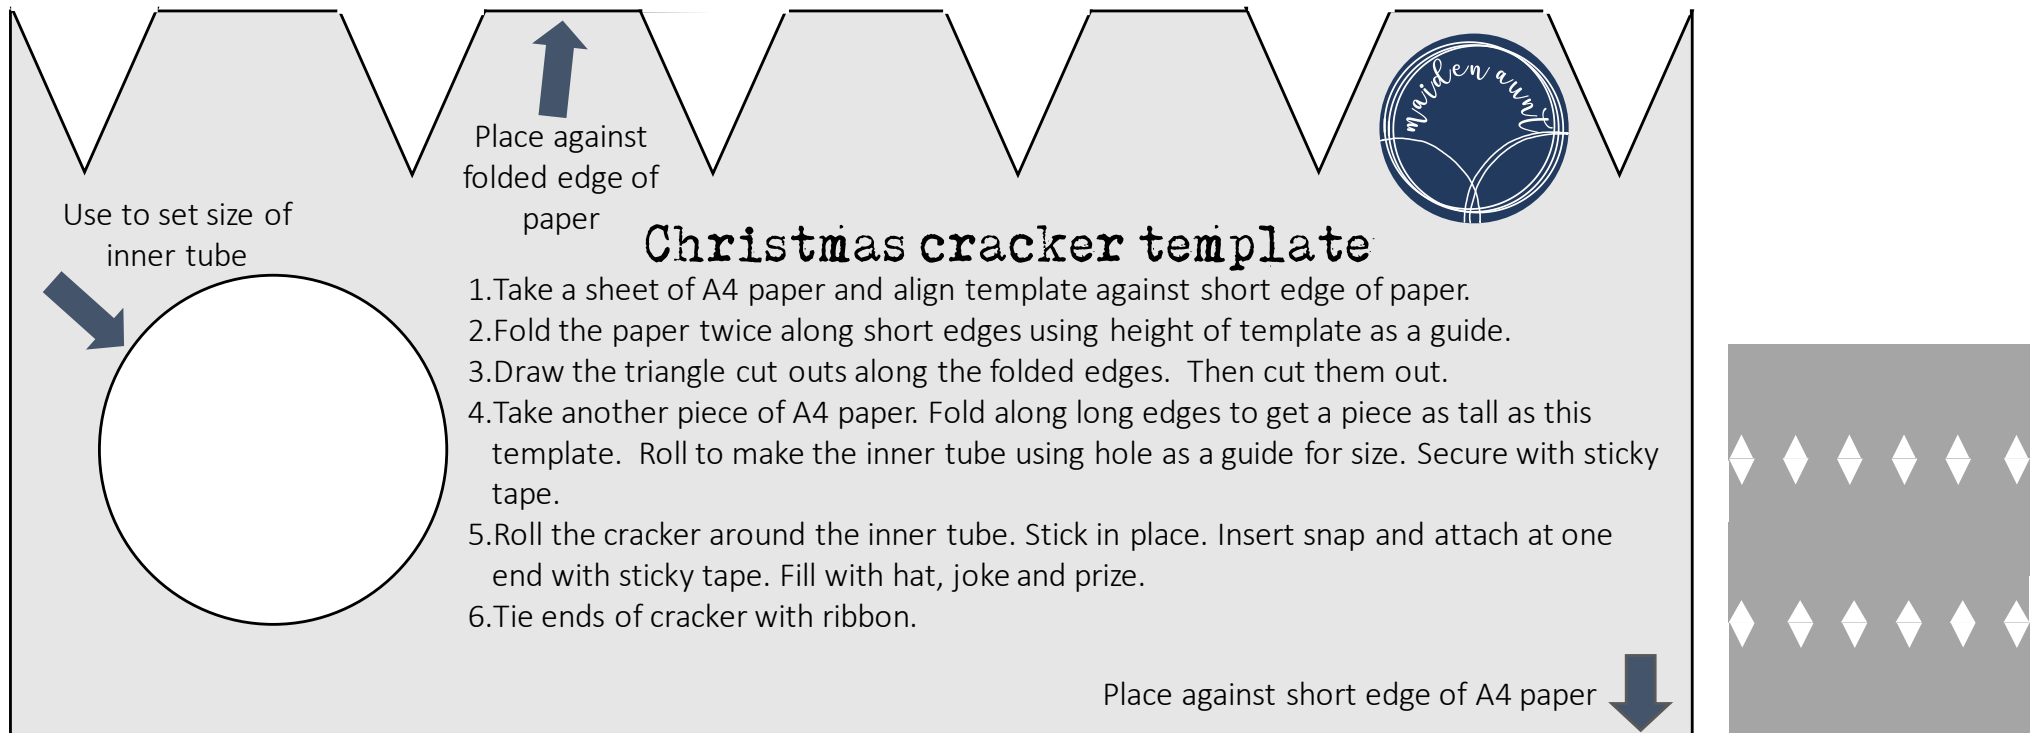 maiden aunt
Place against
folded edge of
paper
Use to set size of
inner tube
Christmas cracker template
1.Take a sheet of A4 paper and align template against short edge of paper.
2.Fold the paper twice along short edges using height of template as a guide.
3.Draw the triangle cut outs along the folded edges.  Then cut them out.
4.Take another piece of A4 paper. Fold along long edges to get a piece as tall as this
template.  Roll to make the inner tube using hole as a guide for size. Secure with sticky
tape.
5.Roll the cracker around the inner tube. Stick in place. Insert snap and attach at one
end with sticky tape. Fill with hat, joke and prize.
6.Tie ends of cracker with ribbon.
Place against short edge of A4 paper